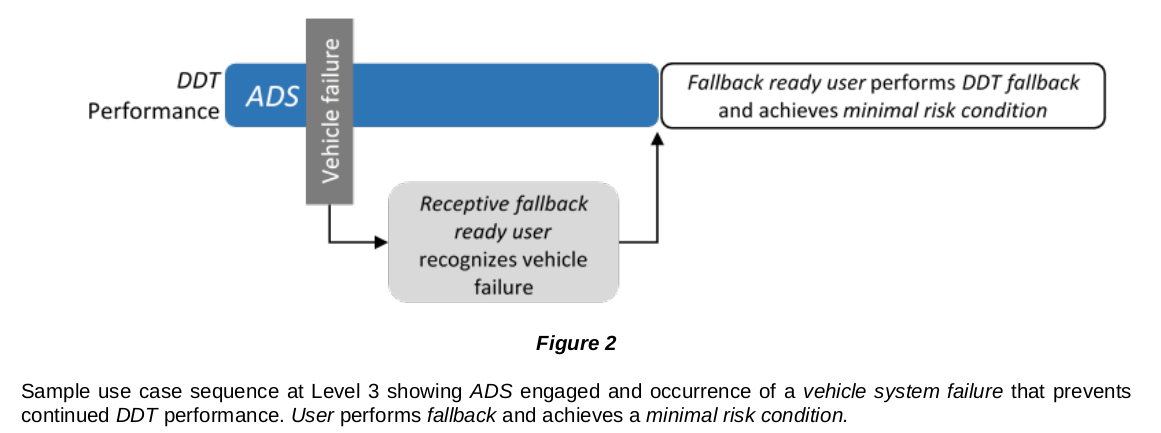 DDT
Performance
ADS
Vehicle failure
Fallback ready user performs DDT fallback
and achieves minimal risk condition
Receptive fallback
ready user
recognizes vehicle
failure
Figure 2
Sample use case sequence at Level 3 showing ADS engaged and occurrence of a vehicle system failure that prevents
continued DDT performance. User performs fallback and achieves a minimal risk condition.